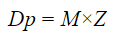 Dp = M×Z